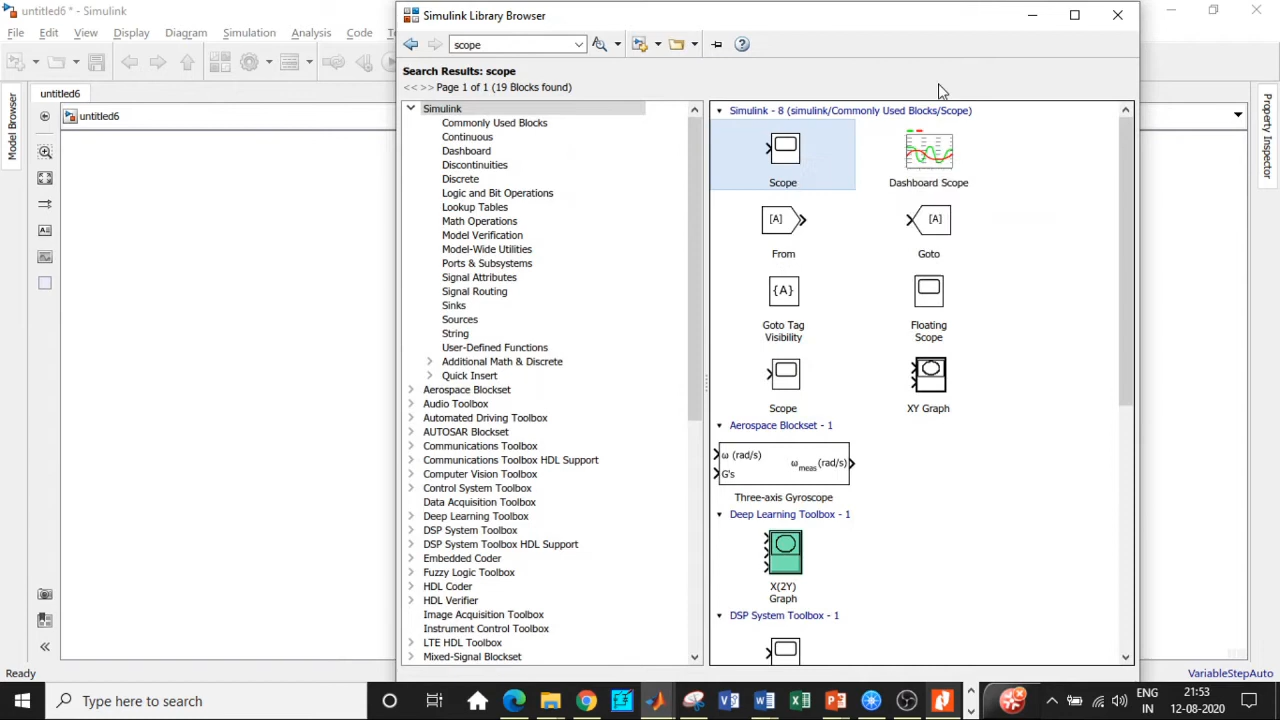 untitled6 * - Simulink
File Edit View Display Diagram Simulation Analysis Code
untitled6
untitled6
Model Browser
Property Inspector
Simulink Library Browser
scope
Search Results: scope
<< >> Page 1 of 1 (19 Blocks found)
Simulink
Commonly Used Blocks
Continuous
Dashboard
Discontinuities
Discrete
Logic and Bit Operations
Lookup Tables
Math Operations
Model Verification
Model-Wide Utilities
Ports & Subsystems
Signal Attributes
Signal Routing
Sinks
Sources
String
User-Defined Functions
Additional Math & Discrete
Quick Insert
Aerospace Blockset
Audio Toolbox
Automated Driving Toolbox
AUTOSAR Blockset
Communications Toolbox
Communications Toolbox HDL Support
Computer Vision Toolbox
Control System Toolbox
Data Acquisition Toolbox
Deep Learning Toolbox
DSP System Toolbox
DSP System Toolbox HDL Support
Embedded Coder
Fuzzy Logic Toolbox
HDL Coder
HDL Verifier
Image Acquisition Toolbox
Instrument Control Toolbox
LTE HDL Toolbox
Mixed-Signal Blockset
Simulink - 8 (simulink/Commonly Used Blocks/Scope)
Scope
Dashboard Scope
[A]
From
[A]
Goto
{A}
Goto Tag
Visibility
Floating
Scope
Scope
XY Graph
Aerospace Blockset - 1
ω (rad/s)
G's
ωmeas (rad/s)
Three-axis Gyroscope
Deep Learning Toolbox - 1
X(2Y)
Graph
DSP System Toolbox - 1
Ready
VariableStepAuto
Type here to search
ENG
IN
21:53
12-08-2020